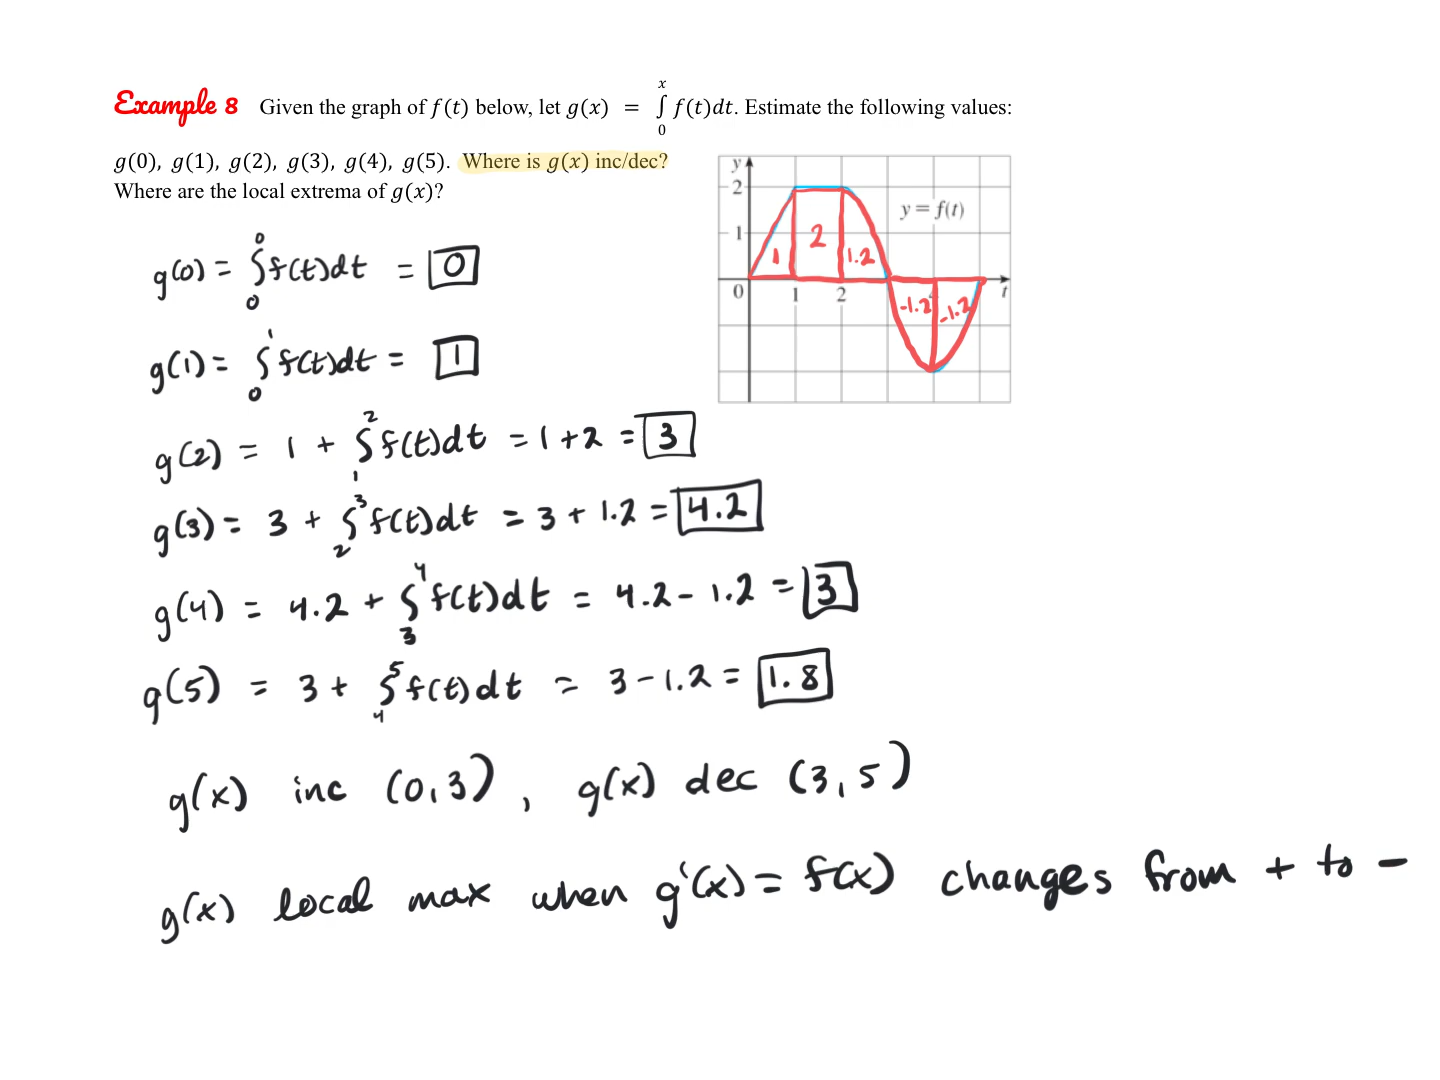 Example 8 Given the graph of f(t) below, let g(x) = ∫₀ˣ f(t)dt. Estimate the following values:
g(0), g(1), g(2), g(3), g(4), g(5). Where is g(x) inc/dec?
Where are the local extrema of g(x)?
y
2
1
0
1
2
t
y = f(t)
1
2
1.2
-1.2
-1.2
g(0) = ∫₀⁰ f(t)dt = 0
g(1) = ∫₀¹ f(t)dt = 1
g(2) = 1 + ∫₁² f(t)dt = 1 + 2 = 3
g(3) = 3 + ∫₂³ f(t)dt = 3 + 1.2 = 4.2
g(4) = 4.2 + ∫₃⁴ f(t)dt = 4.2 - 1.2 = 3
g(5) = 3 + ∫₄⁵ f(t)dt = 3 - 1.2 = 1.8
g(x) inc (0,3), g(x) dec (3,5)
g(x) local max when g'(x) = f(x) changes from + to -